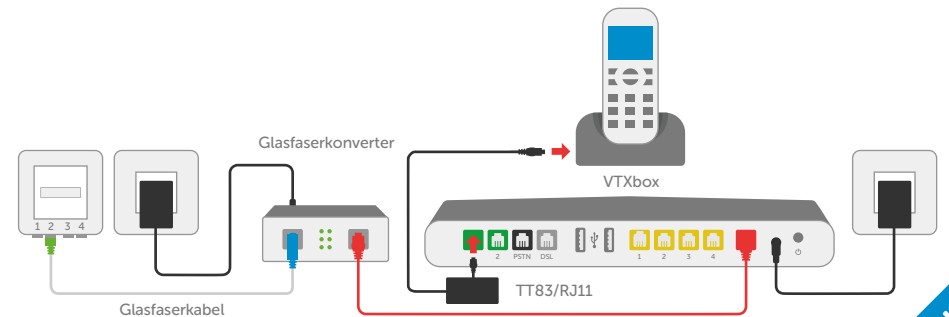 Glasfaserkonverter
VTXbox
1 2 3 4
2 PSTN DSL
1 2 3 4
TT83/RJ11
Glasfaserkabel